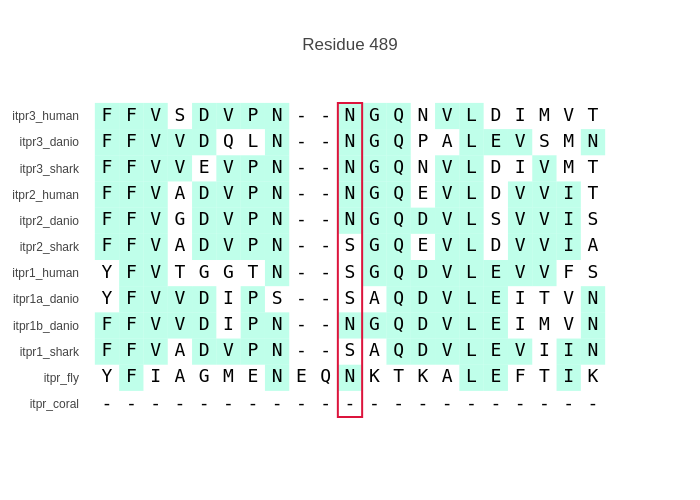 Residue 489
itpr3_human F F V S D V P N - - N G Q N V L D I M V T
itpr3_danio F F V V D Q L N - - N G Q P A L E V S M N
itpr3_shark F F V V E V P N - - N G Q N V L D I V M T
itpr2_human F F V A D V P N - - N G Q E V L D V V I T
itpr2_danio F F V G D V P N - - N G Q D V L S V V I S
itpr2_shark F F V A D V P N - - S G Q E V L D V V I A
itpr1_human Y F V T G G T N - - S G Q D V L E V V F S
itpr1a_danio Y F V V D I P S - - S A Q D V L E I T V N
itpr1b_danio F F V V D I P N - - N G Q D V L E I M V N
itpr1_shark F F V A D V P N - - S A Q D V L E V I I N
itpr_fly Y F I A G M E N E Q N K T K A L E F T I K
itpr_coral - - - - - - - - - - - - - - - - - - - - -